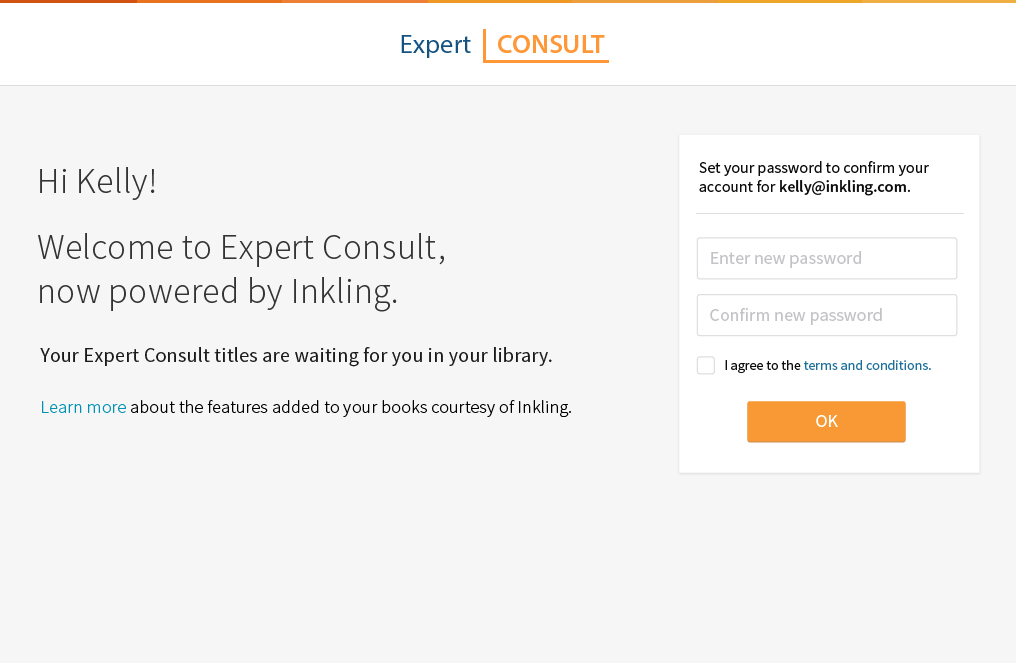 Expert CONSULT
Hi Kelly!
Welcome to Expert Consult,
now powered by Inkling.
Your Expert Consult titles are waiting for you in your library.
Learn more about the features added to your books courtesy of Inkling.
Set your password to confirm your
account for kelly@inkling.com.
Enter new password
Confirm new password
I agree to the terms and conditions.
OK